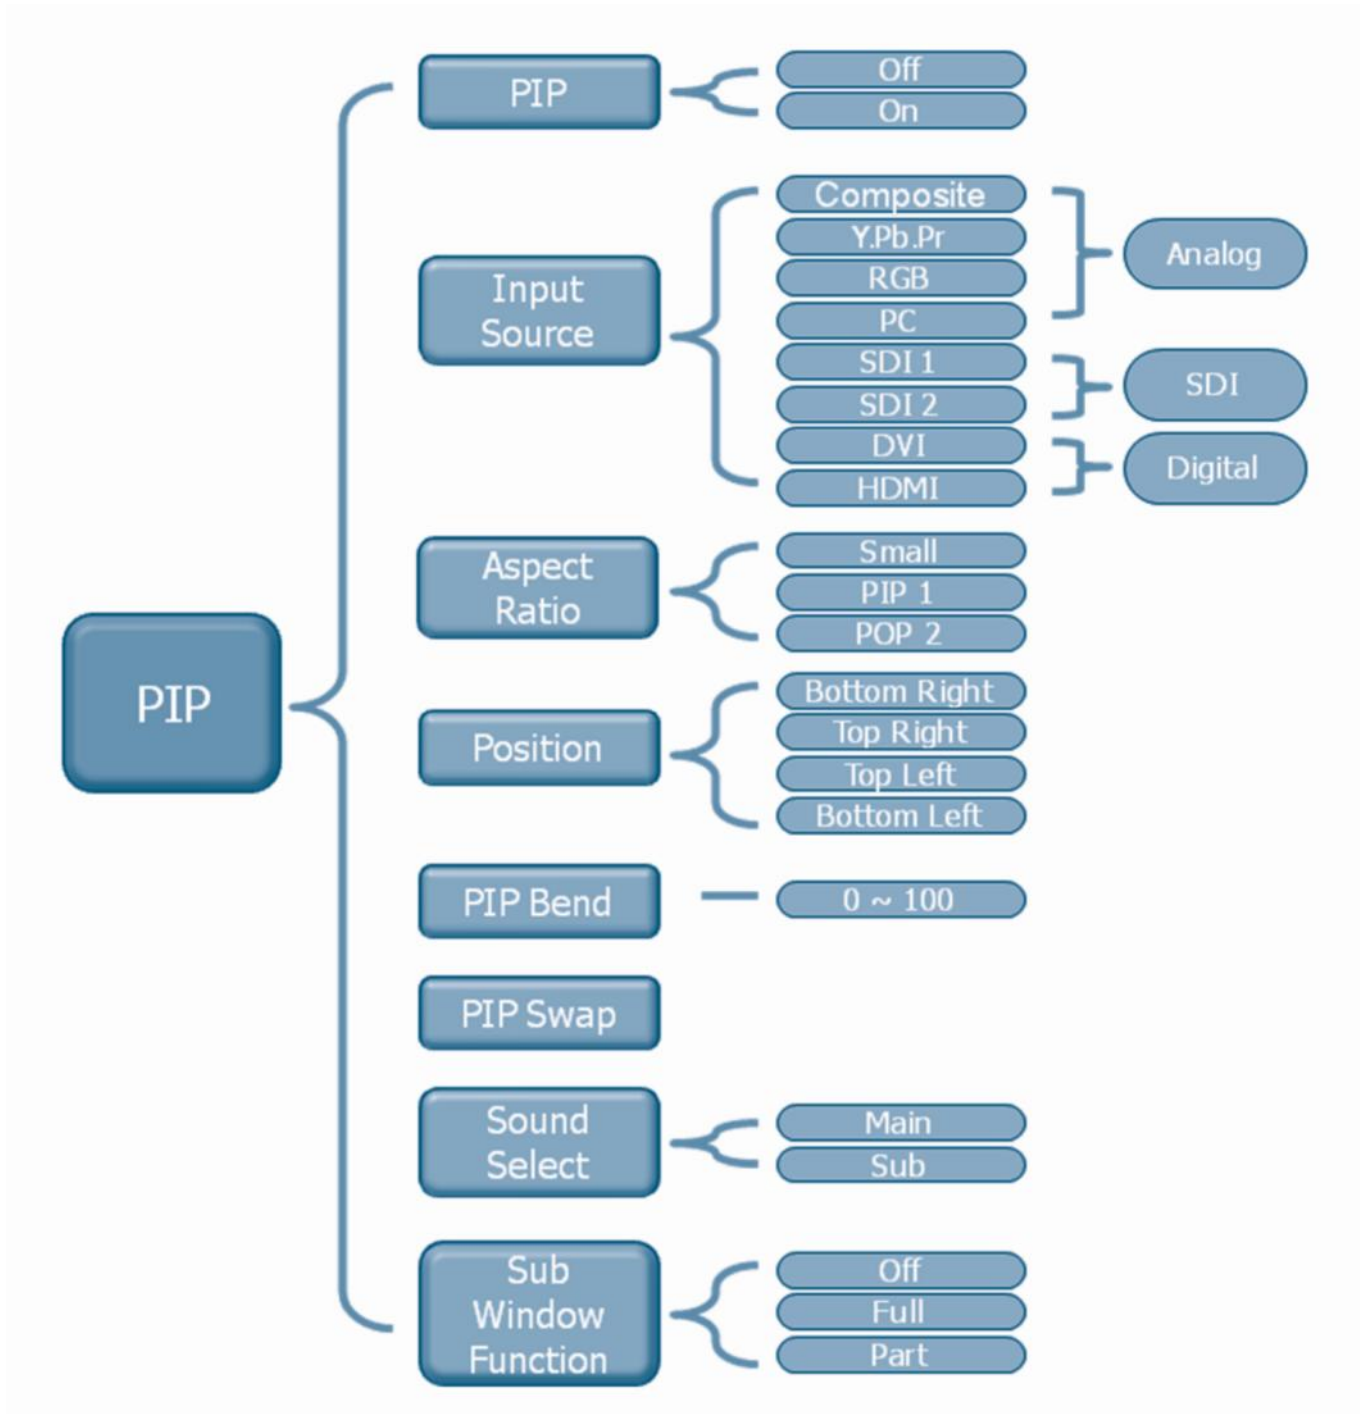 PIP
PIP
Off
On
Input
Source
Composite
Y.Pb.Pr
RGB
PC
SDI 1
SDI 2
DVI
HDMI
Analog
SDI
Digital
Aspect
Ratio
Small
PIP 1
POP 2
Position
Bottom Right
Top Right
Top Left
Bottom Left
PIP Bend
0 ~ 100
PIP Swap
Sound
Select
Main
Sub
Sub
Window
Function
Off
Full
Part